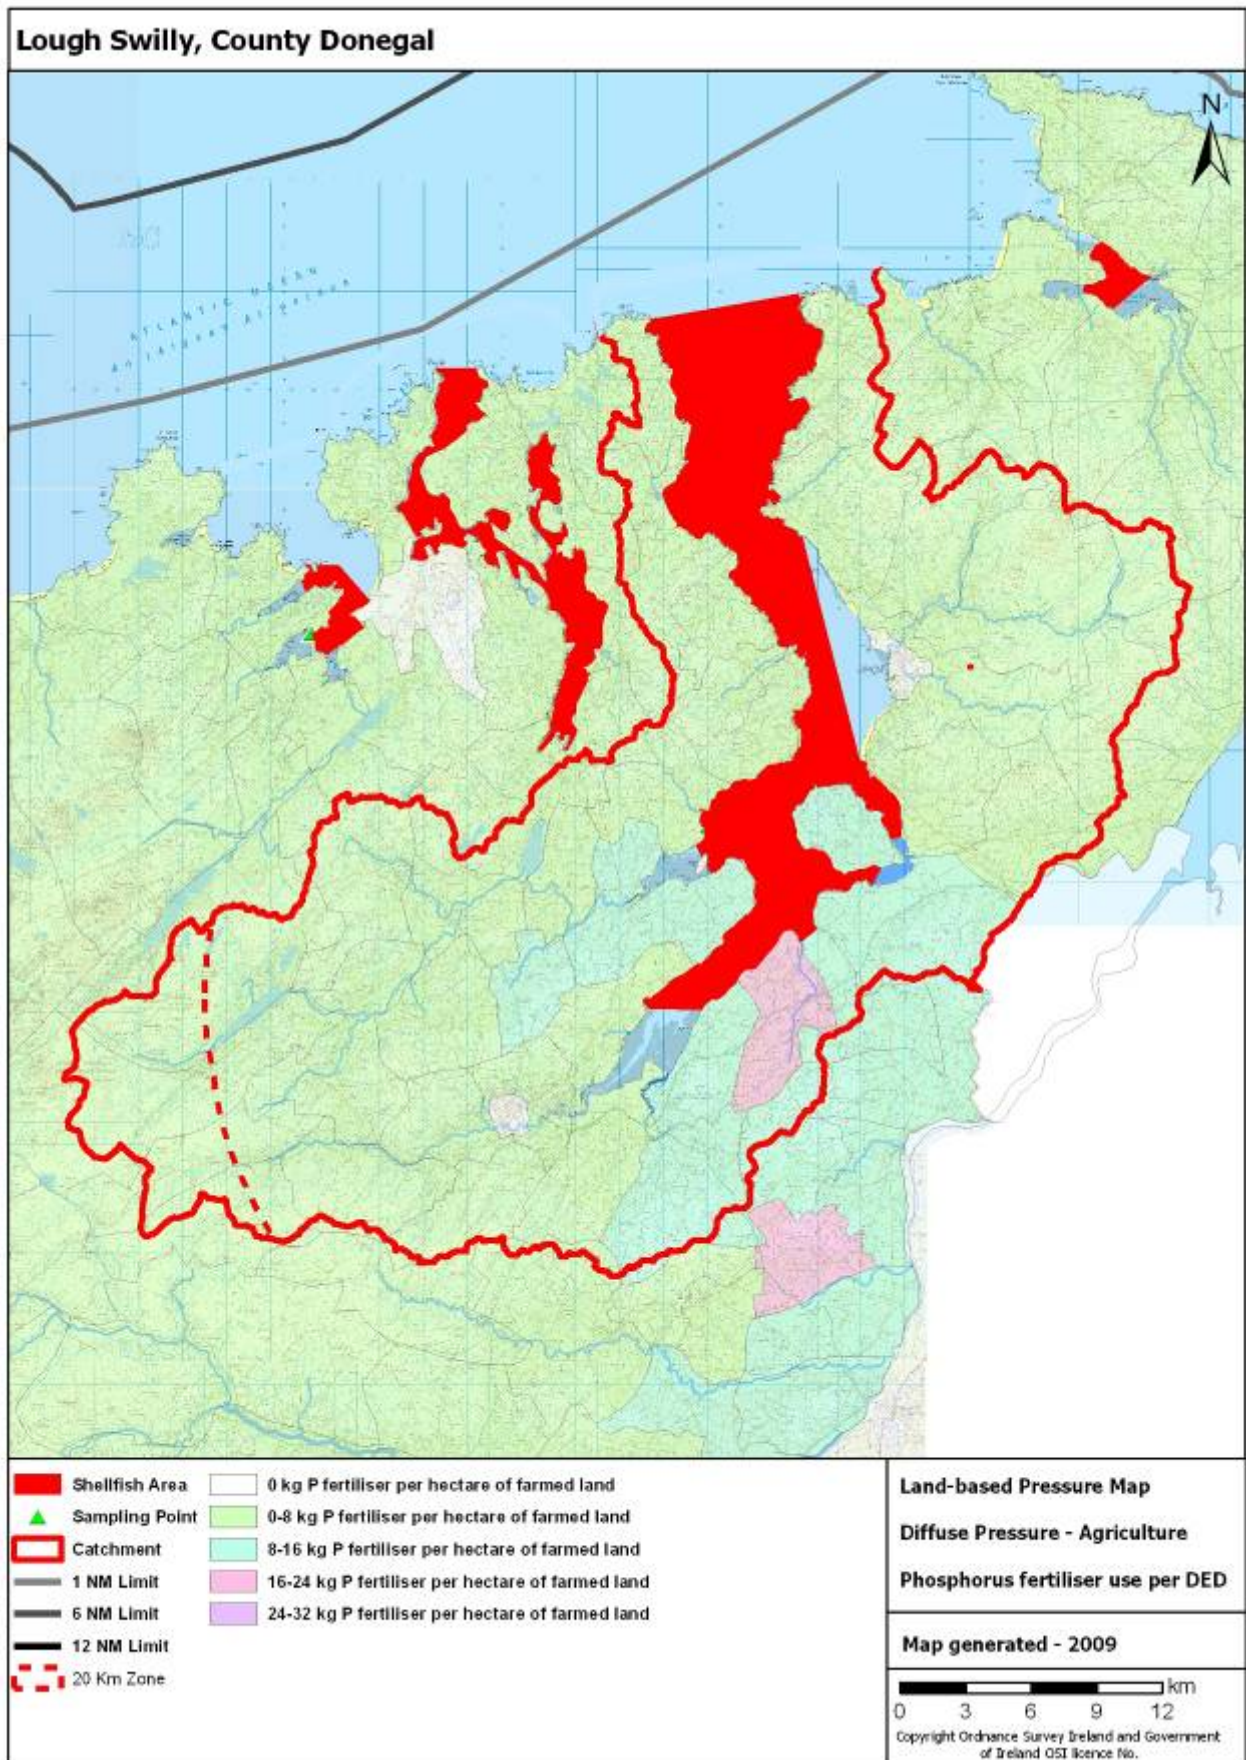 Lough Swilly, County Donegal
N
ATLANTIC OCEAN
Shellfish Area
Sampling Point
Catchment
1 NM Limit
6 NM Limit
12 NM Limit
20 Km Zone
0 kg P fertiliser per hectare of farmed land
0-8 kg P fertiliser per hectare of farmed land
8-16 kg P fertiliser per hectare of farmed land
16-24 kg P fertiliser per hectare of farmed land
24-32 kg P fertiliser per hectare of farmed land
Land-based Pressure Map
Diffuse Pressure - Agriculture
Phosphorus fertiliser use per DED
Map generated - 2009
km
0 3 6 9 12
Copyright Ordnance Survey Ireland and Government
of Ireland OSI licence No.